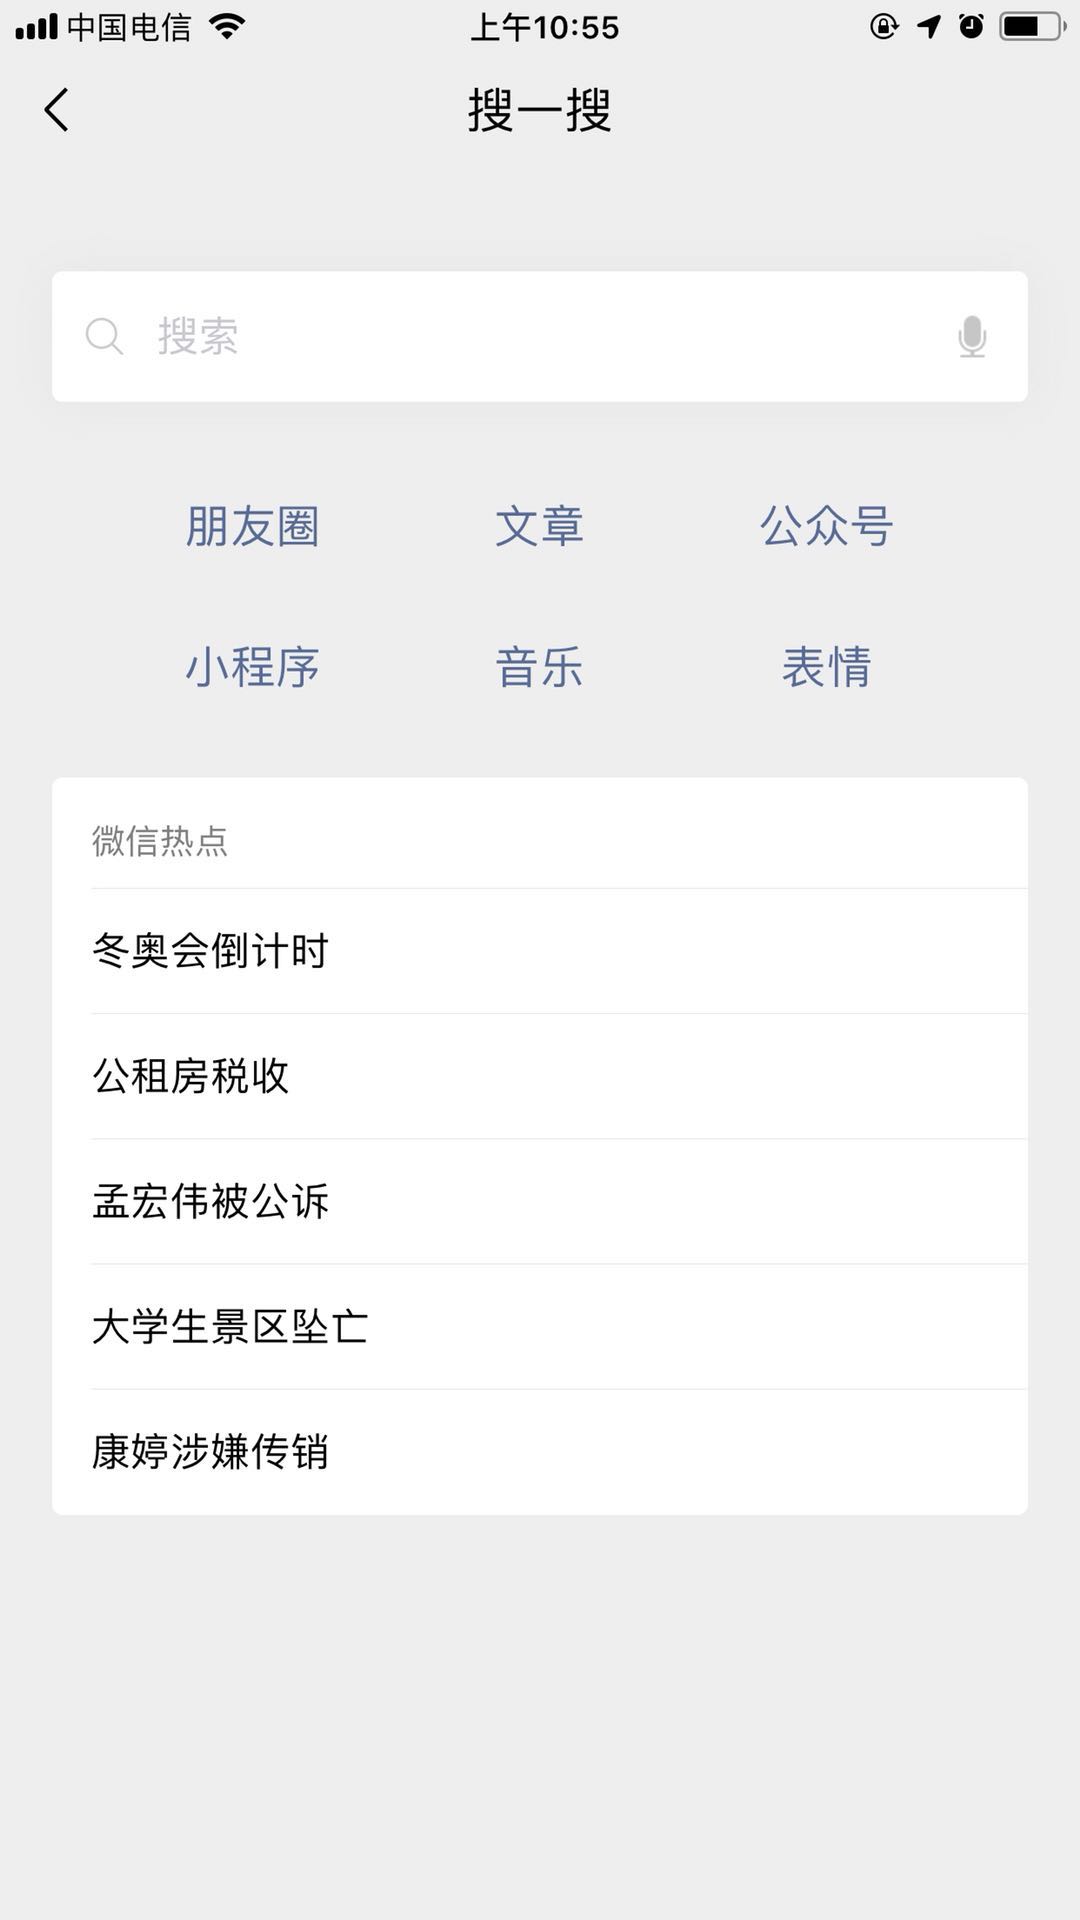 中国电信 上午10:55
搜一搜
搜索
朋友圈 文章 公众号
小程序 音乐 表情
微信热点
冬奥会倒计时
公租房税收
孟宏伟被公诉
大学生景区坠亡
康婷涉嫌传销